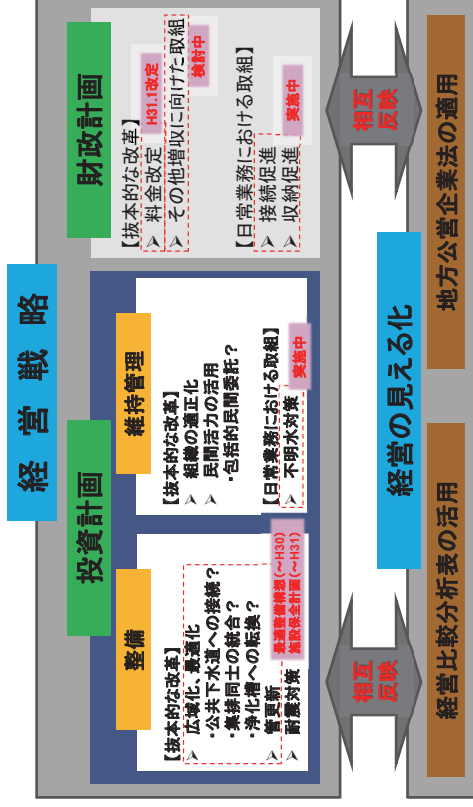 経営戦略
投資計画
整備
【抜本的な改革】
➢ 広域化、最適化
・公共下水道への接続？
・集排同士の統合？
・浄化槽への転換？
➢ 管更新
➢ 耐震対策
最適整備構想(～H30)
施設保全計画(～H31)
維持管理
【抜本的な改革】
➢ 組織の適正化
➢ 民間活力の活用
・包括的民間委託？
【日常業務における取組】
➢ 不明水対策
実施中
財政計画
【抜本的な改革】
➢ 料金改定
H31.1改定
➢ その他増収に向けた取組
検討中
【日常業務における取組】
➢ 接続促進
➢ 収納促進
実施中
相互
反映
相互
反映
経営の見える化
経営比較分析表の活用
地方公営企業法の適用